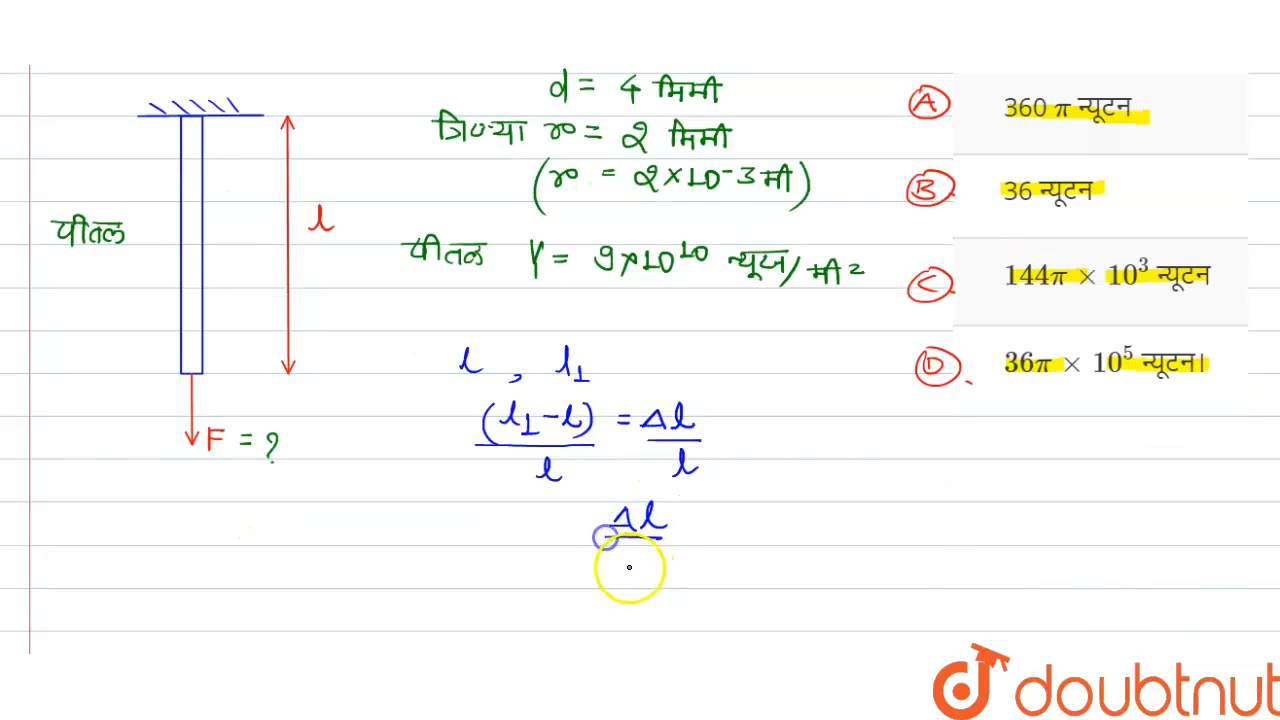 d = 4 मिमी
त्रिज्या r = 2 मिमी
(r = 2×10-3 मी)
पीतल
l
पीतल Y = 9×10¹⁰ न्यूटन/मी²
F = ?
l, l₁
(l₁-l)/l = Δl/l
Δl
A 360 π न्यूटन
B. 36 न्यूटन
C. 144π × 10³ न्यूटन
D. 36π × 10⁵ न्यूटन।
doubtnut